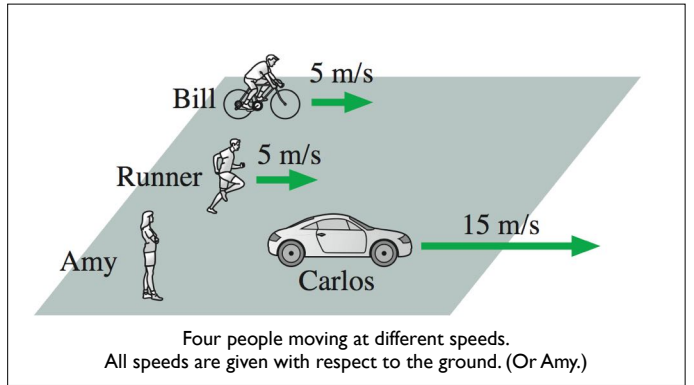 5 m/s
Bill
5 m/s
Runner
15 m/s
Amy
Carlos
Four people moving at different speeds.
All speeds are given with respect to the ground. (Or Amy.)